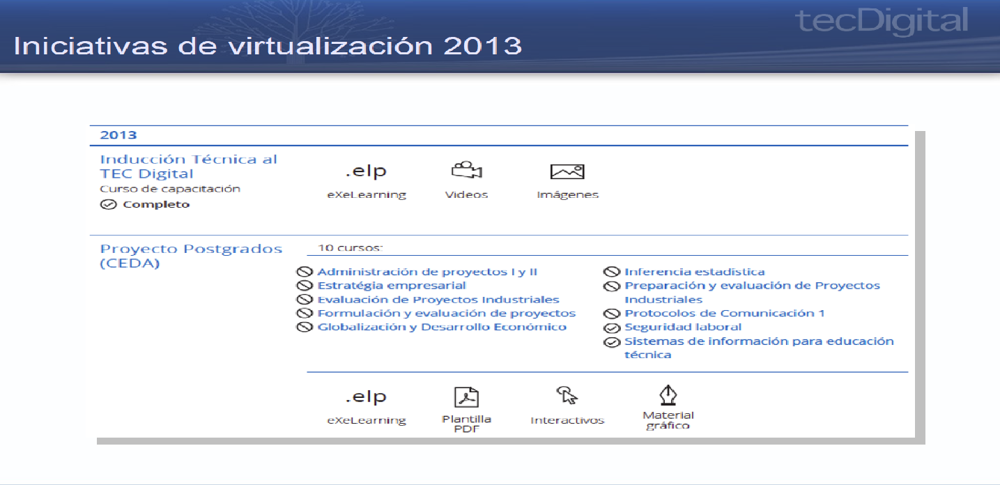 tecDigital
Iniciativas de virtualización 2013
2013
Inducción Técnica al
TEC Digital
Curso de capacitación
Completo
.elp
eXeLearning
Videos
Imágenes
Proyecto Postgrados
(CEDA)
10 cursos:
Administración de proyectos I y II
Estratégia empresarial
Evaluación de Proyectos Industriales
Formulación y evaluación de proyectos
Globalización y Desarrollo Económico
Inferencia estadística
Preparación y evaluación de Proyectos
Industriales
Protocolos de Comunicación 1
Seguridad laboral
Sistemas de información para educación
técnica
.elp
eXeLearning
Plantilla
PDF
Interactivos
Material
gráfico